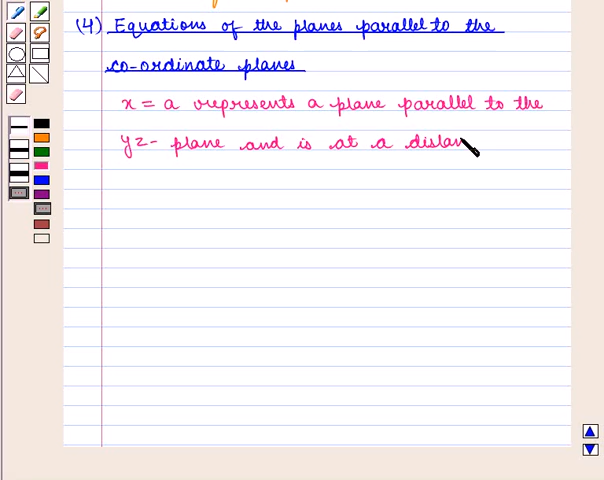 (4) Equations of the planes parallel to the
co-ordinate planes
x = a represents a plane parallel to the
yz- plane and is at a distan